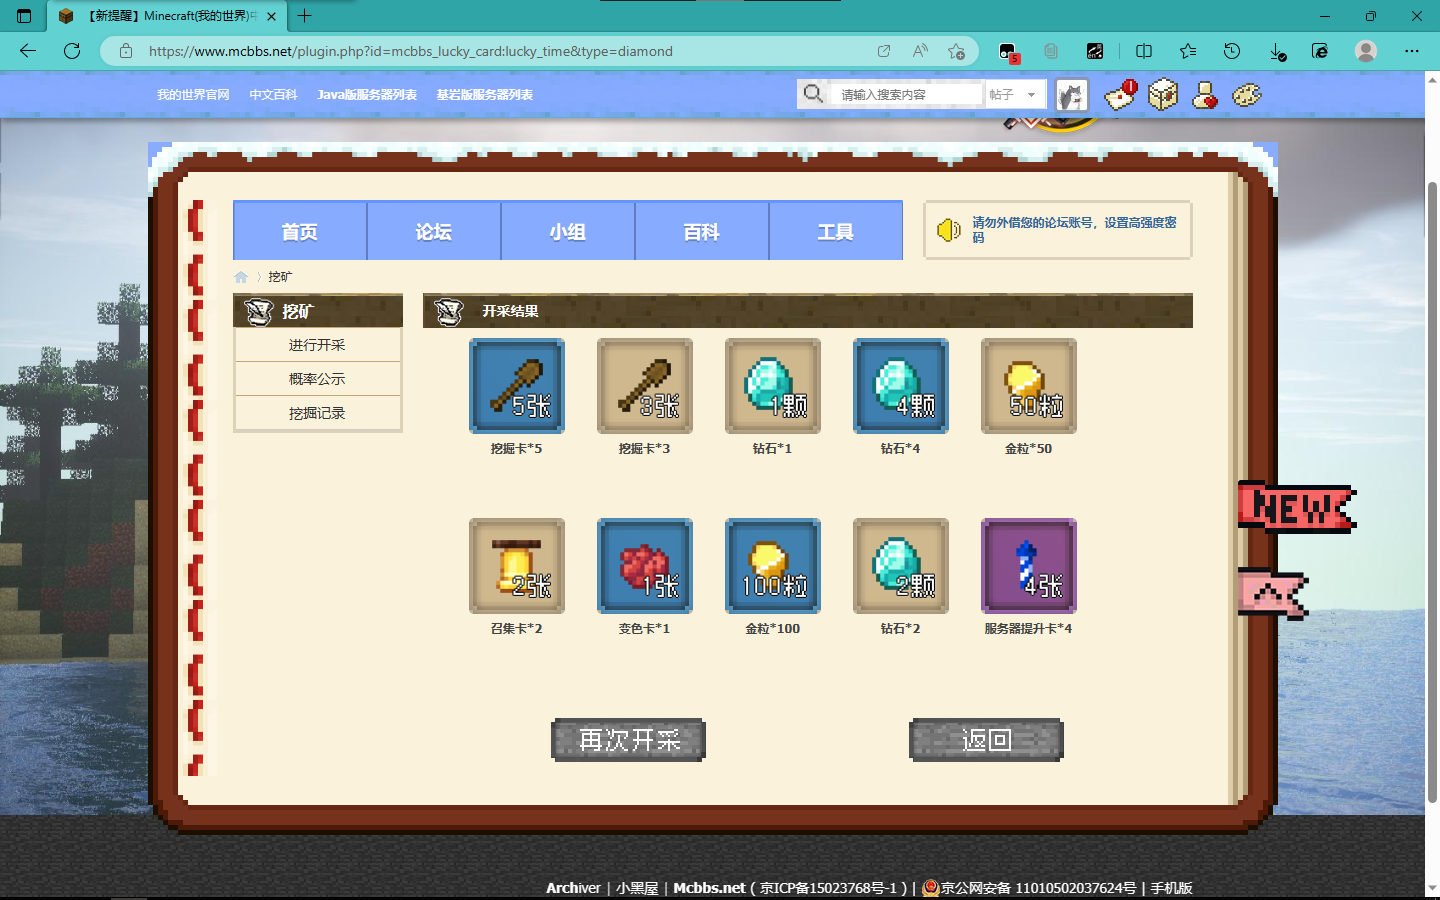 【新提醒】Minecraft(我的世界)中
https://www.mcbbs.net/plugin.php?id=mcbbs_lucky_card:lucky_time&type=diamond
5
我的世界官网 中文百科 Java版服务器列表 基岩版服务器列表
请输入搜索内容 帖子
首页 论坛 小组 百科 工具
请勿外借您的论坛账号，设置高强度密
码
挖矿
挖矿
进行开采
概率公示
挖掘记录
开采结果
5张 3张 1颗 4颗 50粒
挖掘卡*5 挖掘卡*3 钻石*1 钻石*4 金粒*50
2张 1张 100粒 2颗 4张
召集卡*2 变色卡*1 金粒*100 钻石*2 服务器提升卡*4
再次开采 返回
NEW
Archiver | 小黑屋 | Mcbbs.net ( 京ICP备15023768号-1 ) | 京公网安备 11010502037624号 | 手机版